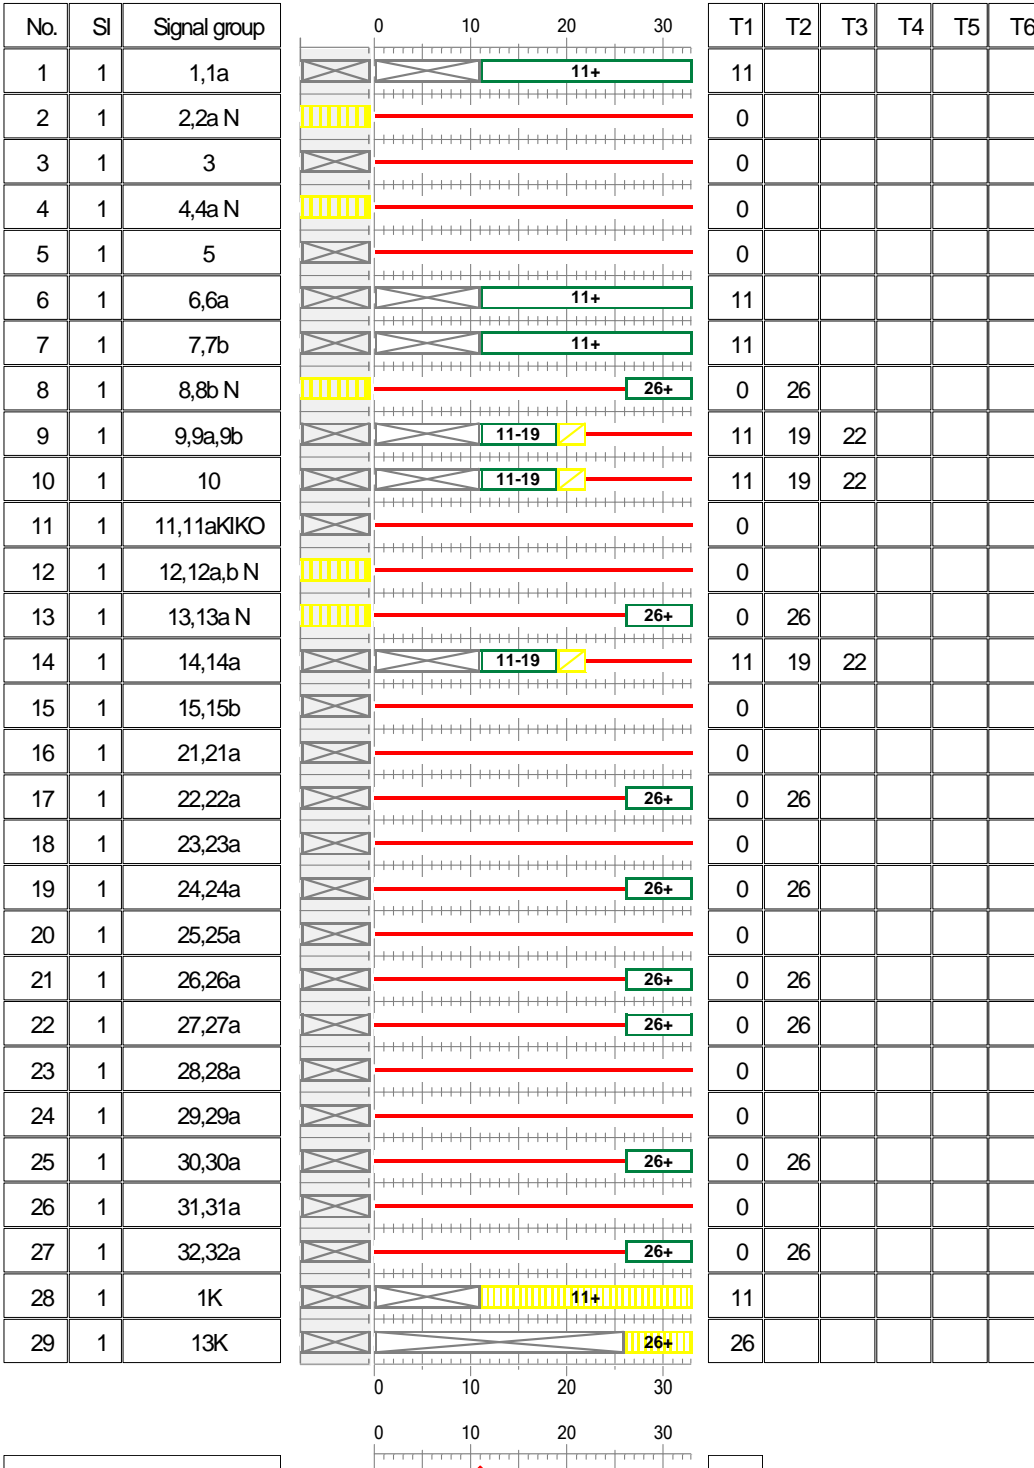 No. SI Signal group 0 10 20 30 T1 T2 T3 T4 T5 T6
1 1 1,1a 11+ 11
2 1 2,2a N 0
3 1 3 0
4 1 4,4a N 0
5 1 5 0
6 1 6,6a 11+ 11
7 1 7,7b 11+ 11
8 1 8,8b N 26+ 0 26
9 1 9,9a,9b 11-19 11 19 22
10 1 10 11-19 11 19 22
11 1 11,11aKIKO 0
12 1 12,12a,b N 0
13 1 13,13a N 26+ 0 26
14 1 14,14a 11-19 11 19 22
15 1 15,15b 0
16 1 21,21a 0
17 1 22,22a 26+ 0 26
18 1 23,23a 0
19 1 24,24a 26+ 0 26
20 1 25,25a 0
21 1 26,26a 26+ 0 26
22 1 27,27a 26+ 0 26
23 1 28,28a 0
24 1 29,29a 0
25 1 30,30a 26+ 0 26
26 1 31,31a 0
27 1 32,32a 26+ 0 26
28 1 1K 11+ 11
29 1 13K 26+ 26
0 10 20 30
0 10 20 30